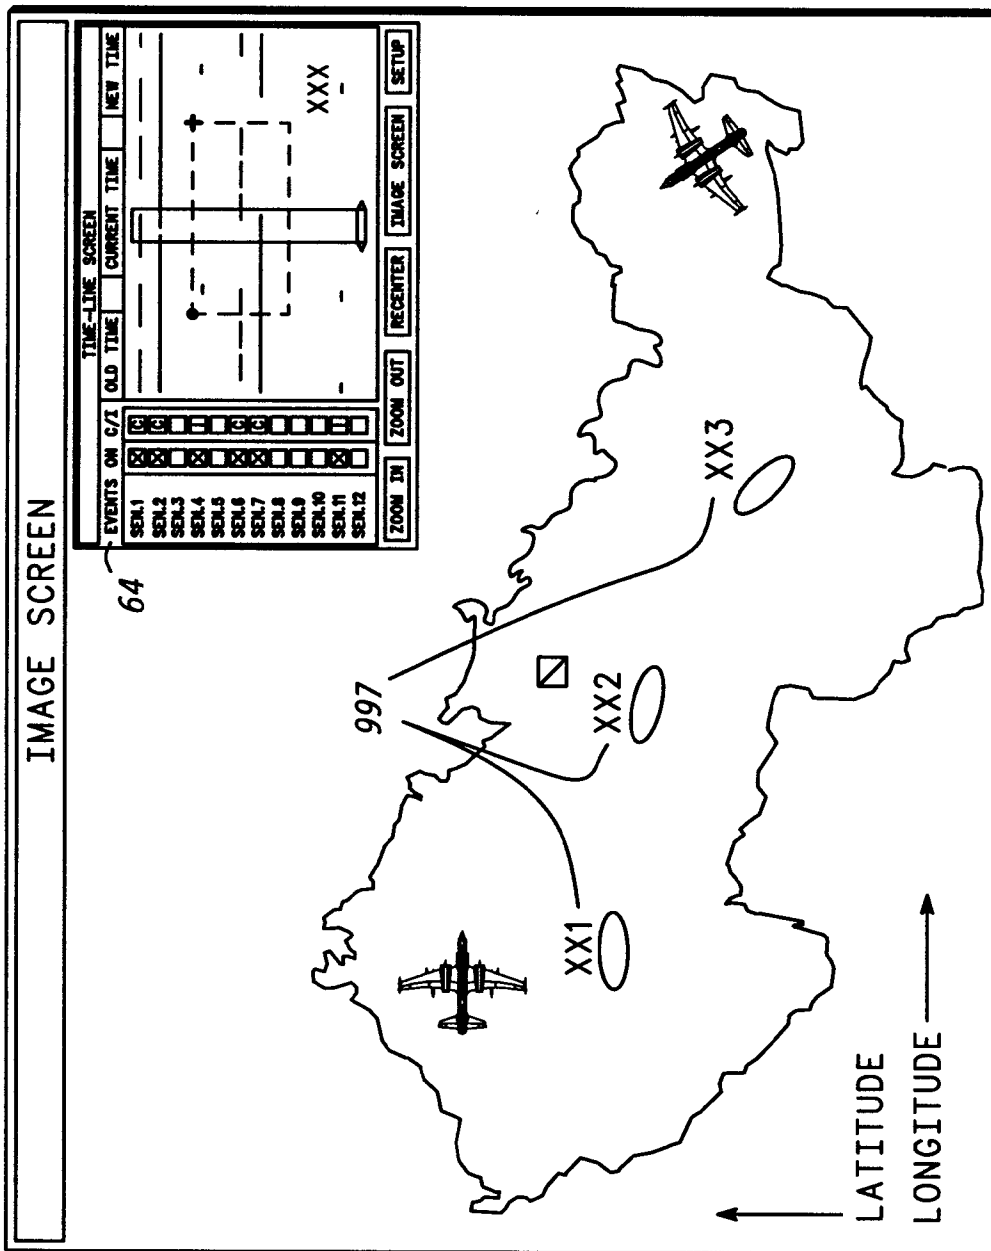 IMAGE SCREEN
TIME-LINE SCREEN
EVENTS ON C/I OLD TIME CURRENT TIME NEW TIME
SEN.1 C
SEN.2 C
SEN.3
SEN.4 I
SEN.5
SEN.6 C
SEN.7 C
SEN.8
SEN.9
SEN.10
SEN.11 I
SEN.12
XXX
ZOOM IN ZOOM OUT RECENTER IMAGE SCREEN SETUP
64
997
XX1
XX2
XX3
LATITUDE
LONGITUDE